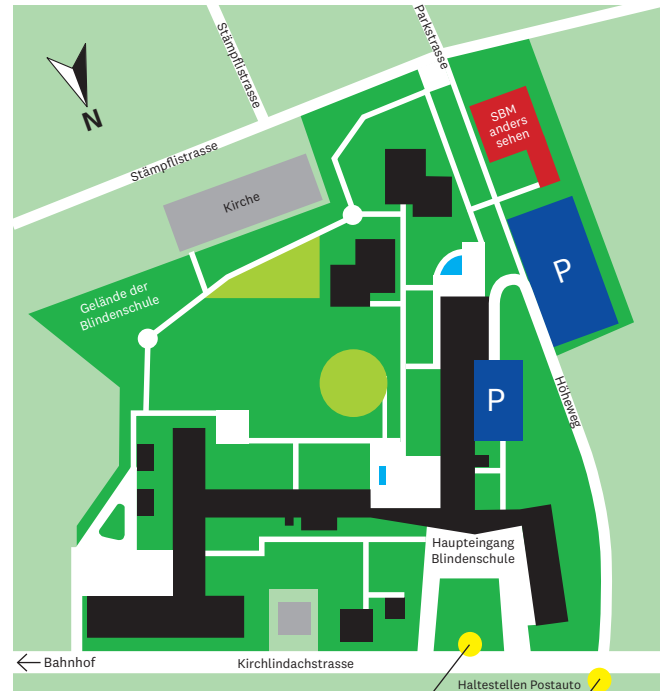 Stämpflistrasse
Parkstrasse
N
SBM
anders
sehen
Stämpflistrasse
Kirche
P
Gelände der
Blindenschule
P
Höheweg
Haupteingang
Blindenschule
Bahnhof
Kirchlindachstrasse
Haltestellen Postauto